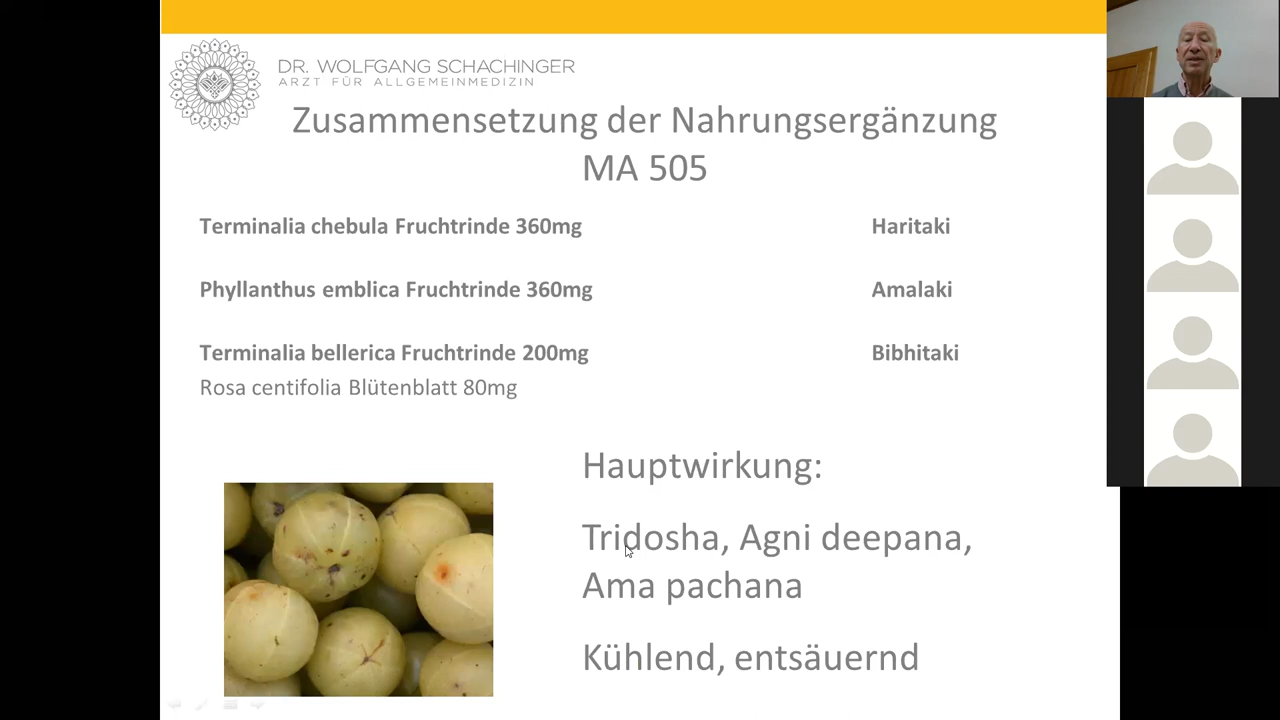 DR. WOLFGANG SCHACHINGER
ARZT FÜR ALLGEMEINMEDIZIN
Zusammensetzung der Nahrungsergänzung
MA 505
Terminalia chebula Fruchtrinde 360mg Haritaki
Phyllanthus emblica Fruchtrinde 360mg Amalaki
Terminalia bellerica Fruchtrinde 200mg Bibhitaki
Rosa centifolia Blütenblatt 80mg
Hauptwirkung:
Tridosha, Agni deepana,
Ama pachana
Kühlend, entsäuernd